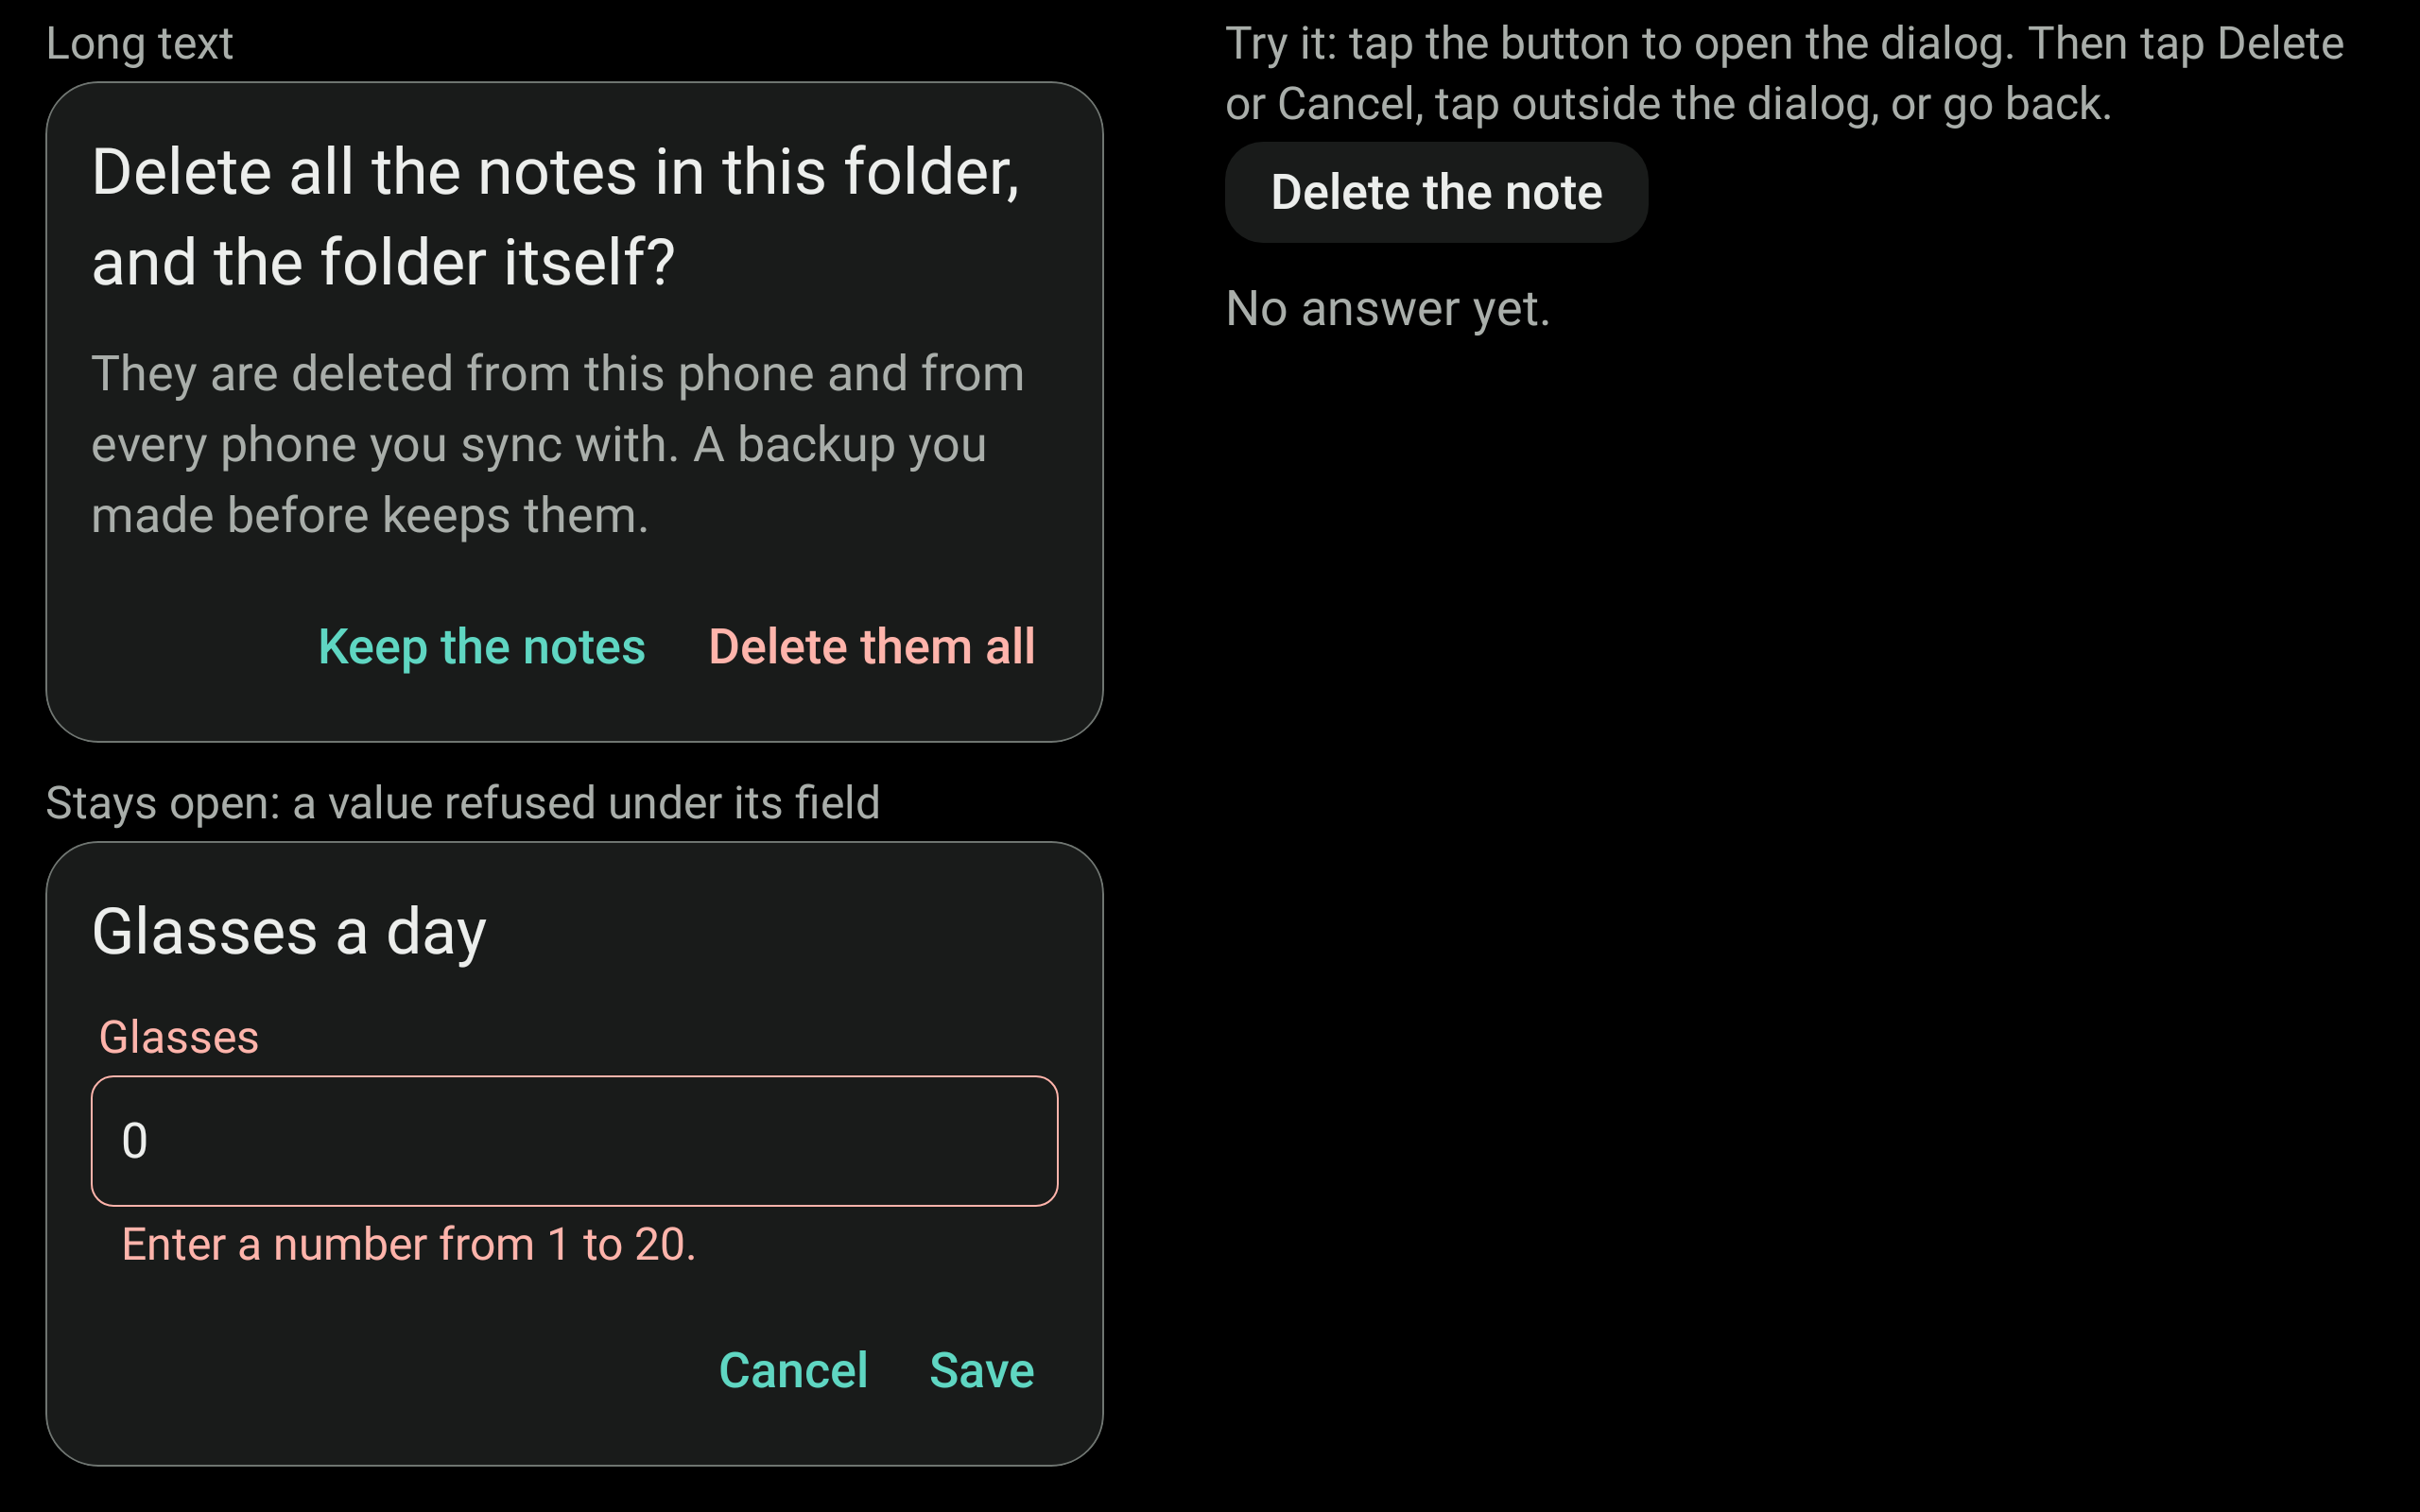 Long text
Delete all the notes in this folder,
and the folder itself?
They are deleted from this phone and from
every phone you sync with. A backup you
made before keeps them.
Keep the notes Delete them all
Stays open: a value refused under its field
Glasses a day
Glasses
0
Enter a number from 1 to 20.
Cancel Save
Try it: tap the button to open the dialog. Then tap Delete
or Cancel, tap outside the dialog, or go back.
Delete the note
No answer yet.